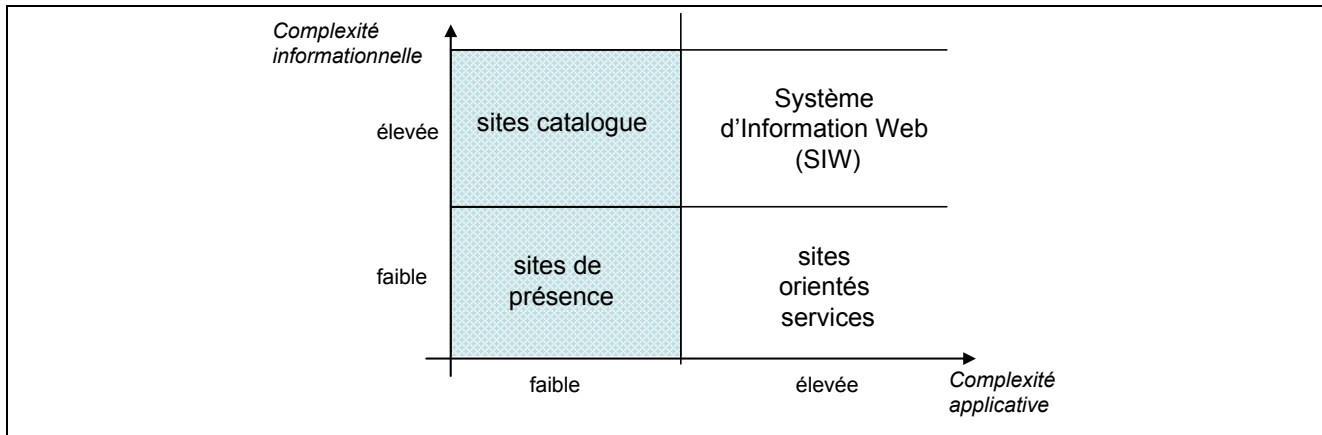 Complexité
informationnelle
élevée
sites catalogue
Système
d'Information Web
(SIW)
faible
sites de
présence
sites
orientés
services
faible
élevée
Complexité
applicative